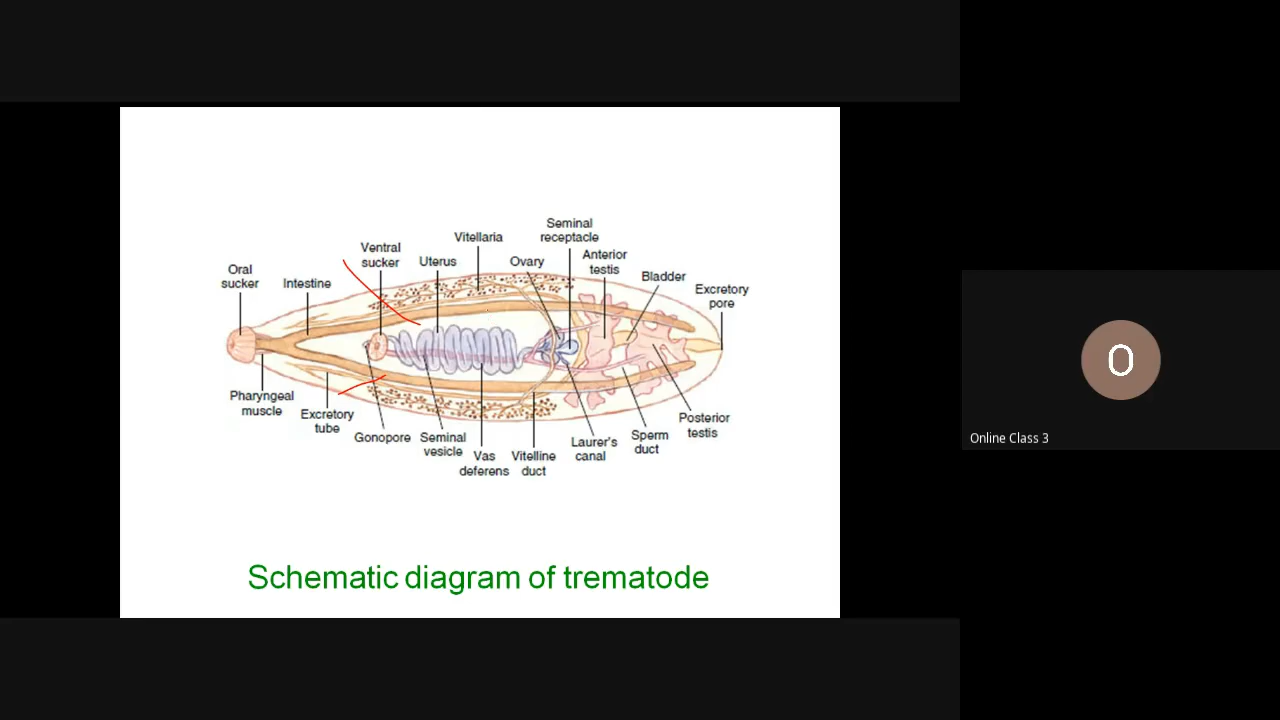 Seminal
receptacle
Vitellaria
Ventral
sucker
Uterus
Ovary
Anterior
testis
Oral
sucker
Intestine
Bladder
Excretory
pore
Pharyngeal
muscle
Excretory
tube
Gonopore
Seminal
vesicle
Vas
deferens
Vitelline
duct
Laurer's
canal
Sperm
duct
Posterior
testis
Schematic diagram of trematode
O
Online Class 3